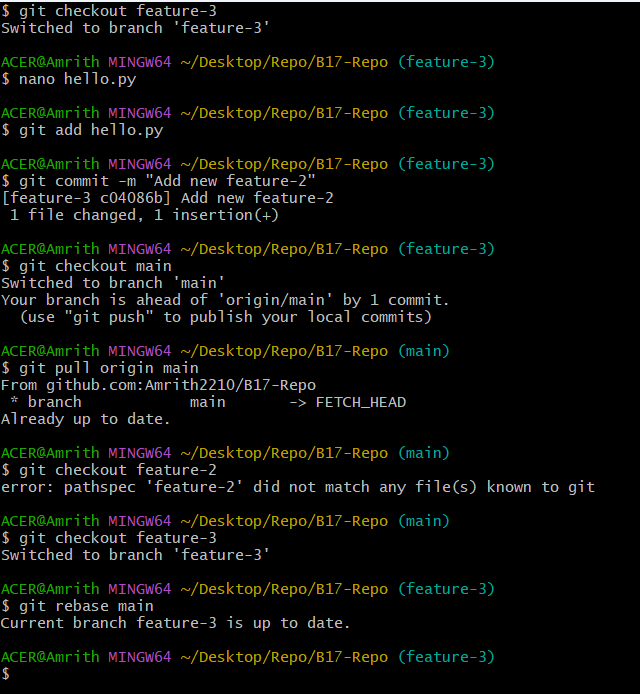 $ git checkout feature-3
Switched to branch 'feature-3'
ACER@Amrith MINGW64 ~/Desktop/Repo/B17-Repo (feature-3)
$ nano hello.py
ACER@Amrith MINGW64 ~/Desktop/Repo/B17-Repo (feature-3)
$ git add hello.py
ACER@Amrith MINGW64 ~/Desktop/Repo/B17-Repo (feature-3)
$ git commit -m "Add new feature-2"
[feature-3 c04086b] Add new feature-2
 1 file changed, 1 insertion(+)
ACER@Amrith MINGW64 ~/Desktop/Repo/B17-Repo (feature-3)
$ git checkout main
Switched to branch 'main'
Your branch is ahead of 'origin/main' by 1 commit.
  (use "git push" to publish your local commits)
ACER@Amrith MINGW64 ~/Desktop/Repo/B17-Repo (main)
$ git pull origin main
From github.com:Amrith2210/B17-Repo
 * branch            main       -> FETCH_HEAD
Already up to date.
ACER@Amrith MINGW64 ~/Desktop/Repo/B17-Repo (main)
$ git checkout feature-2
error: pathspec 'feature-2' did not match any file(s) known to git
ACER@Amrith MINGW64 ~/Desktop/Repo/B17-Repo (main)
$ git checkout feature-3
Switched to branch 'feature-3'
ACER@Amrith MINGW64 ~/Desktop/Repo/B17-Repo (feature-3)
$ git rebase main
Current branch feature-3 is up to date.
ACER@Amrith MINGW64 ~/Desktop/Repo/B17-Repo (feature-3)
$